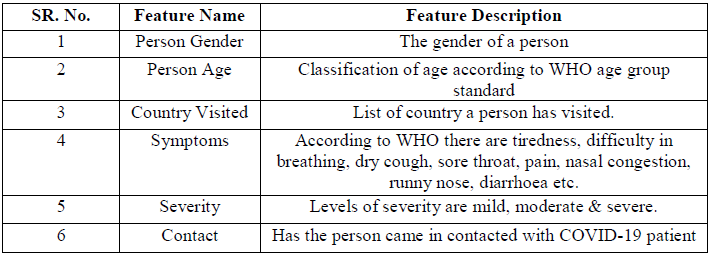 SR. No. Feature Name Feature Description
1 Person Gender The gender of a person
2 Person Age Classification of age according to WHO age group
standard
3 Country Visited List of country a person has visited.
4 Symptoms According to WHO there are tiredness, difficulty in
breathing, dry cough, sore throat, pain, nasal congestion,
runny nose, diarrhoea etc.
5 Severity Levels of severity are mild, moderate & severe.
6 Contact Has the person came in contacted with COVID-19 patient